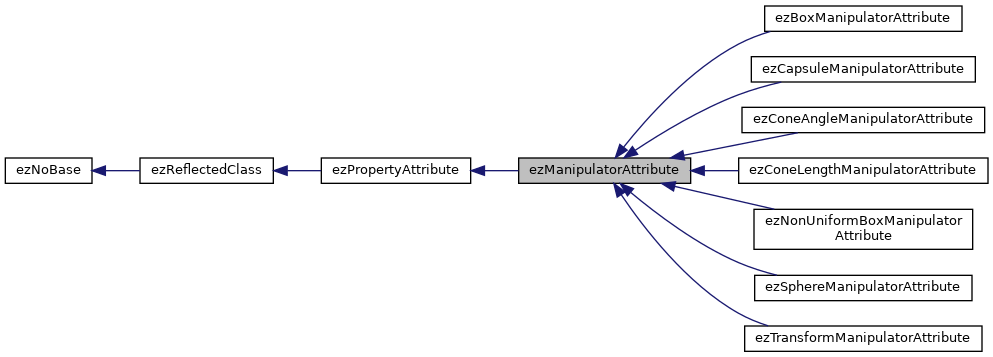 ezNoBase
ezReflectedClass
ezPropertyAttribute
ezManipulatorAttribute
ezBoxManipulatorAttribute
ezCapsuleManipulatorAttribute
ezConeAngleManipulatorAttribute
ezConeLengthManipulatorAttribute
ezNonUniformBoxManipulator
Attribute
ezSphereManipulatorAttribute
ezTransformManipulatorAttribute